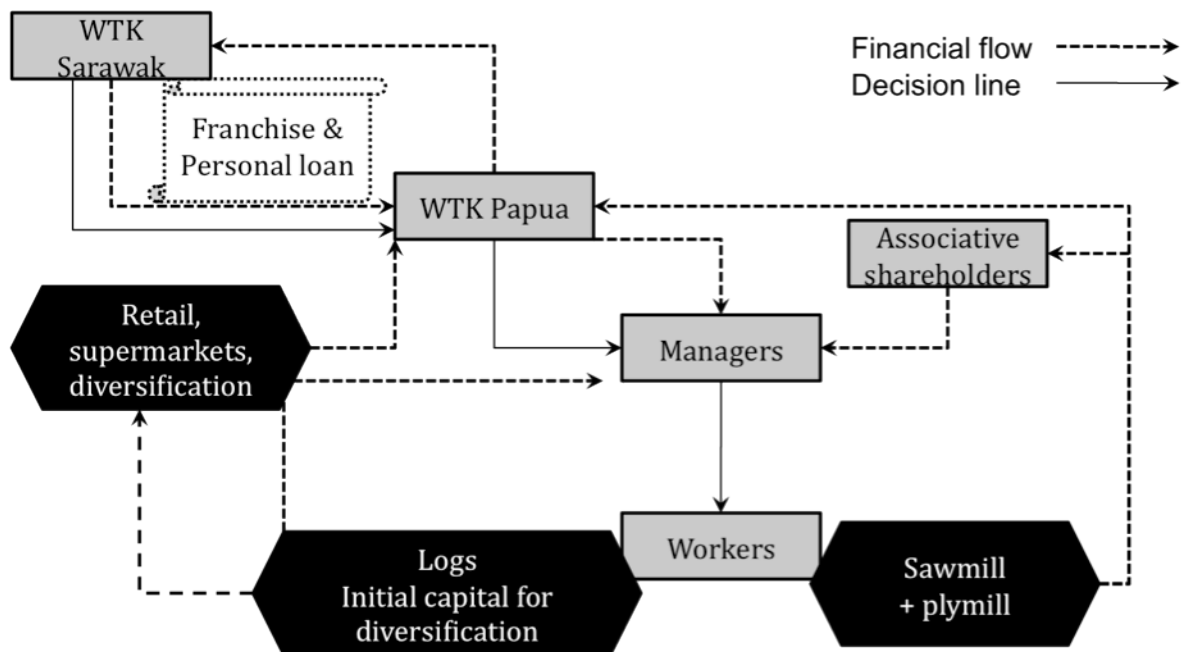 WTK
Sarawak
Financial flow
Decision line
Franchise &
Personal loan
WTK Papua
Associative
shareholders
Retail,
supermarkets,
diversification
Managers
Workers
Logs
Initial capital for
diversification
Sawmill
+ plymill